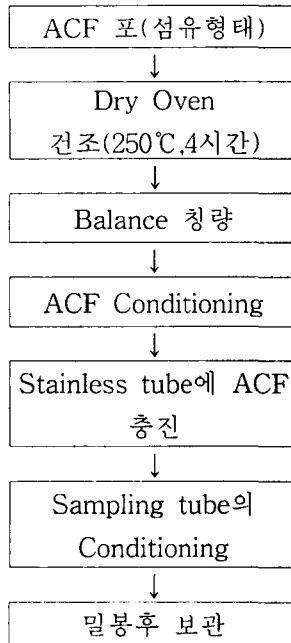 ACF 포(섬유형태)
↓
Dry Oven
건조(250℃,4시간)
↓
Balance 칭량
↓
ACF Conditioning
↓
Stainless tube에 ACF
충진
↓
Sampling tube의
Conditioning
↓
밀봉후 보관